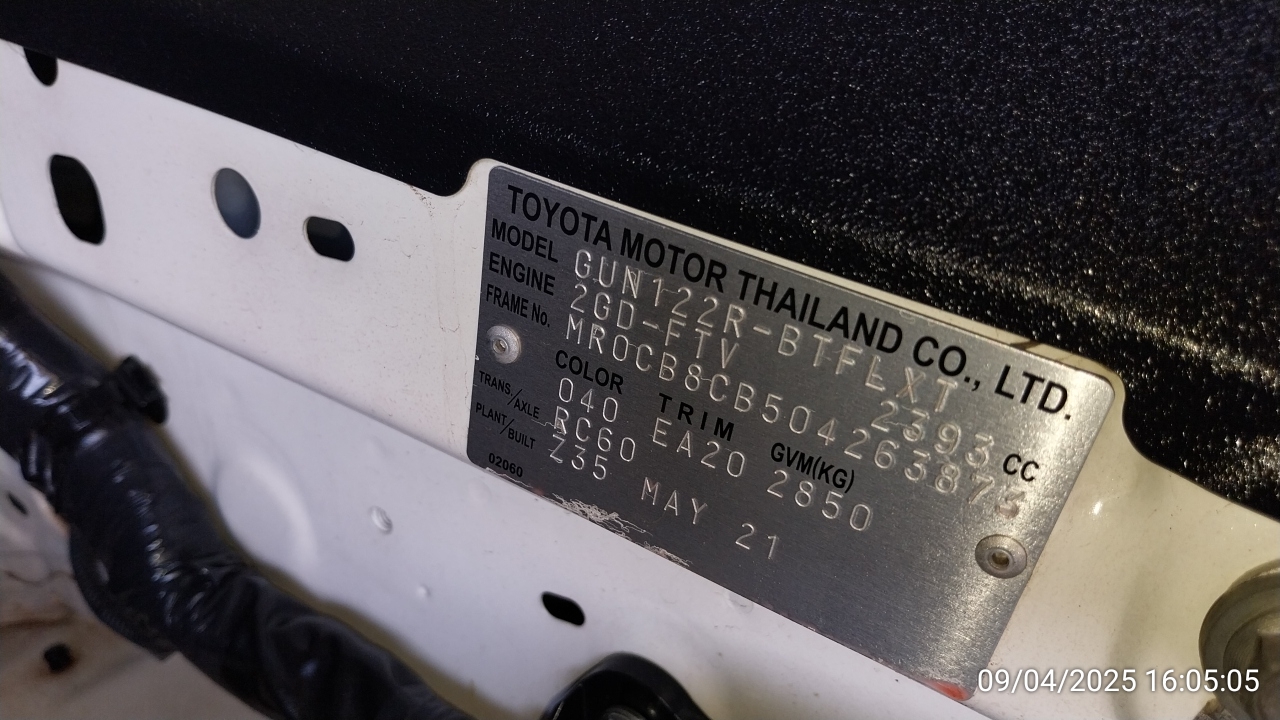 TOYOTA MOTOR THAILAND CO., LTD.
MODEL GUN122R-BTFLXT
ENGINE 2GD-FTV 2393 CC
FRAME No.
COLOR TRIM GVM(KG)
040 EA20 2850
TRANS./AXLE RC60
PLANT/BUILT Z35 MAY 21
02060
09/04/2025 16:05:05